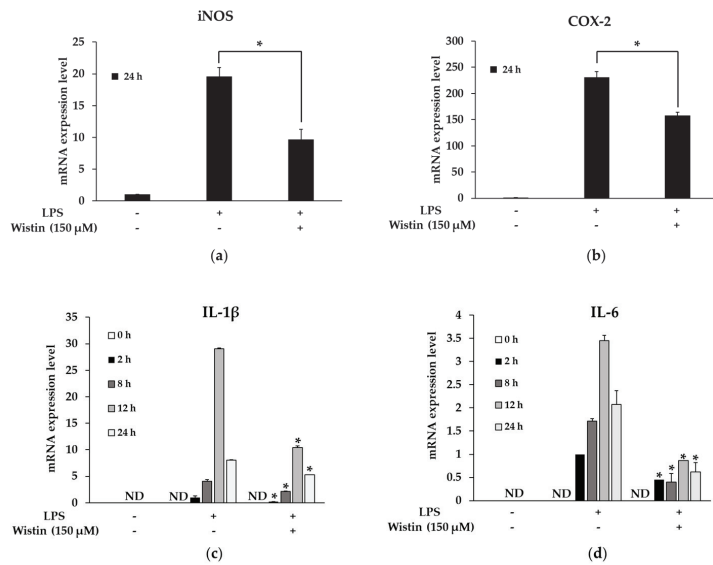 iNOS
mRNA expression level
25
20
15
10
5
0
24 h
*
LPS - + +
Wistin (150 μM) - - +
(a)
COX-2
mRNA expression level
300
250
200
150
100
50
0
24 h
*
LPS - + +
Wistin (150 μM) - - +
(b)
IL-1β
mRNA expression level
35
30
25
20
15
10
5
0
0 h
2 h
8 h
12 h
24 h
ND ND ND * * * *
LPS - + +
Wistin (150 μM) - - +
(c)
IL-6
mRNA expression level
4
3.5
3
2.5
2
1.5
1
0.5
0
0 h
2 h
8 h
12 h
24 h
ND ND ND * * * *
LPS - + +
Wistin (150 μM) - - +
(d)